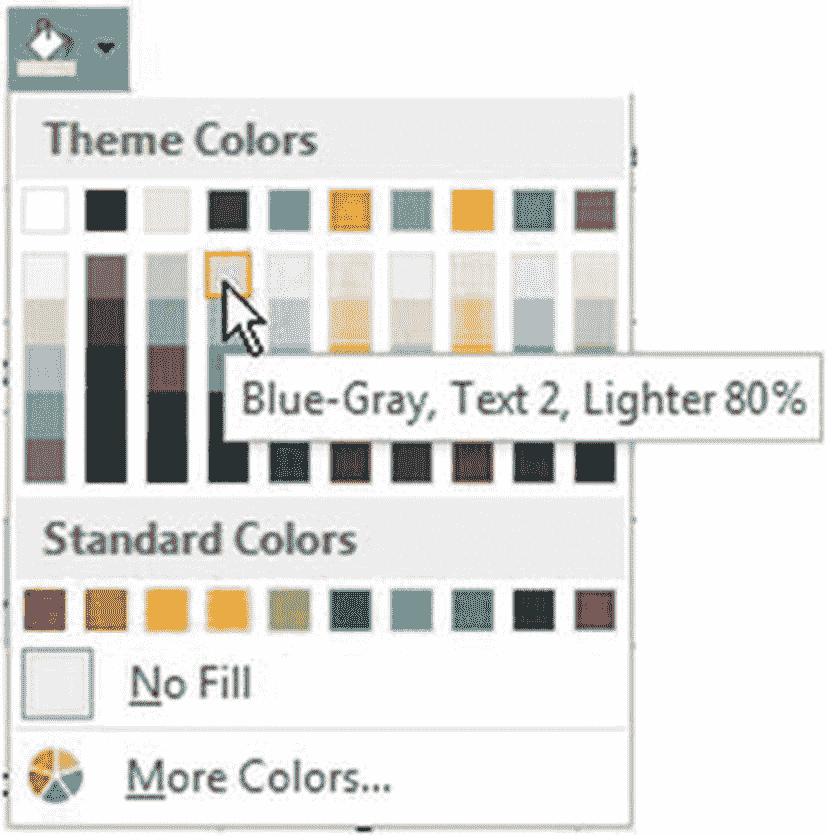 Theme Colors
Blue-Gray, Text 2, Lighter 80%
Standard Colors
No Fill
More Colors...